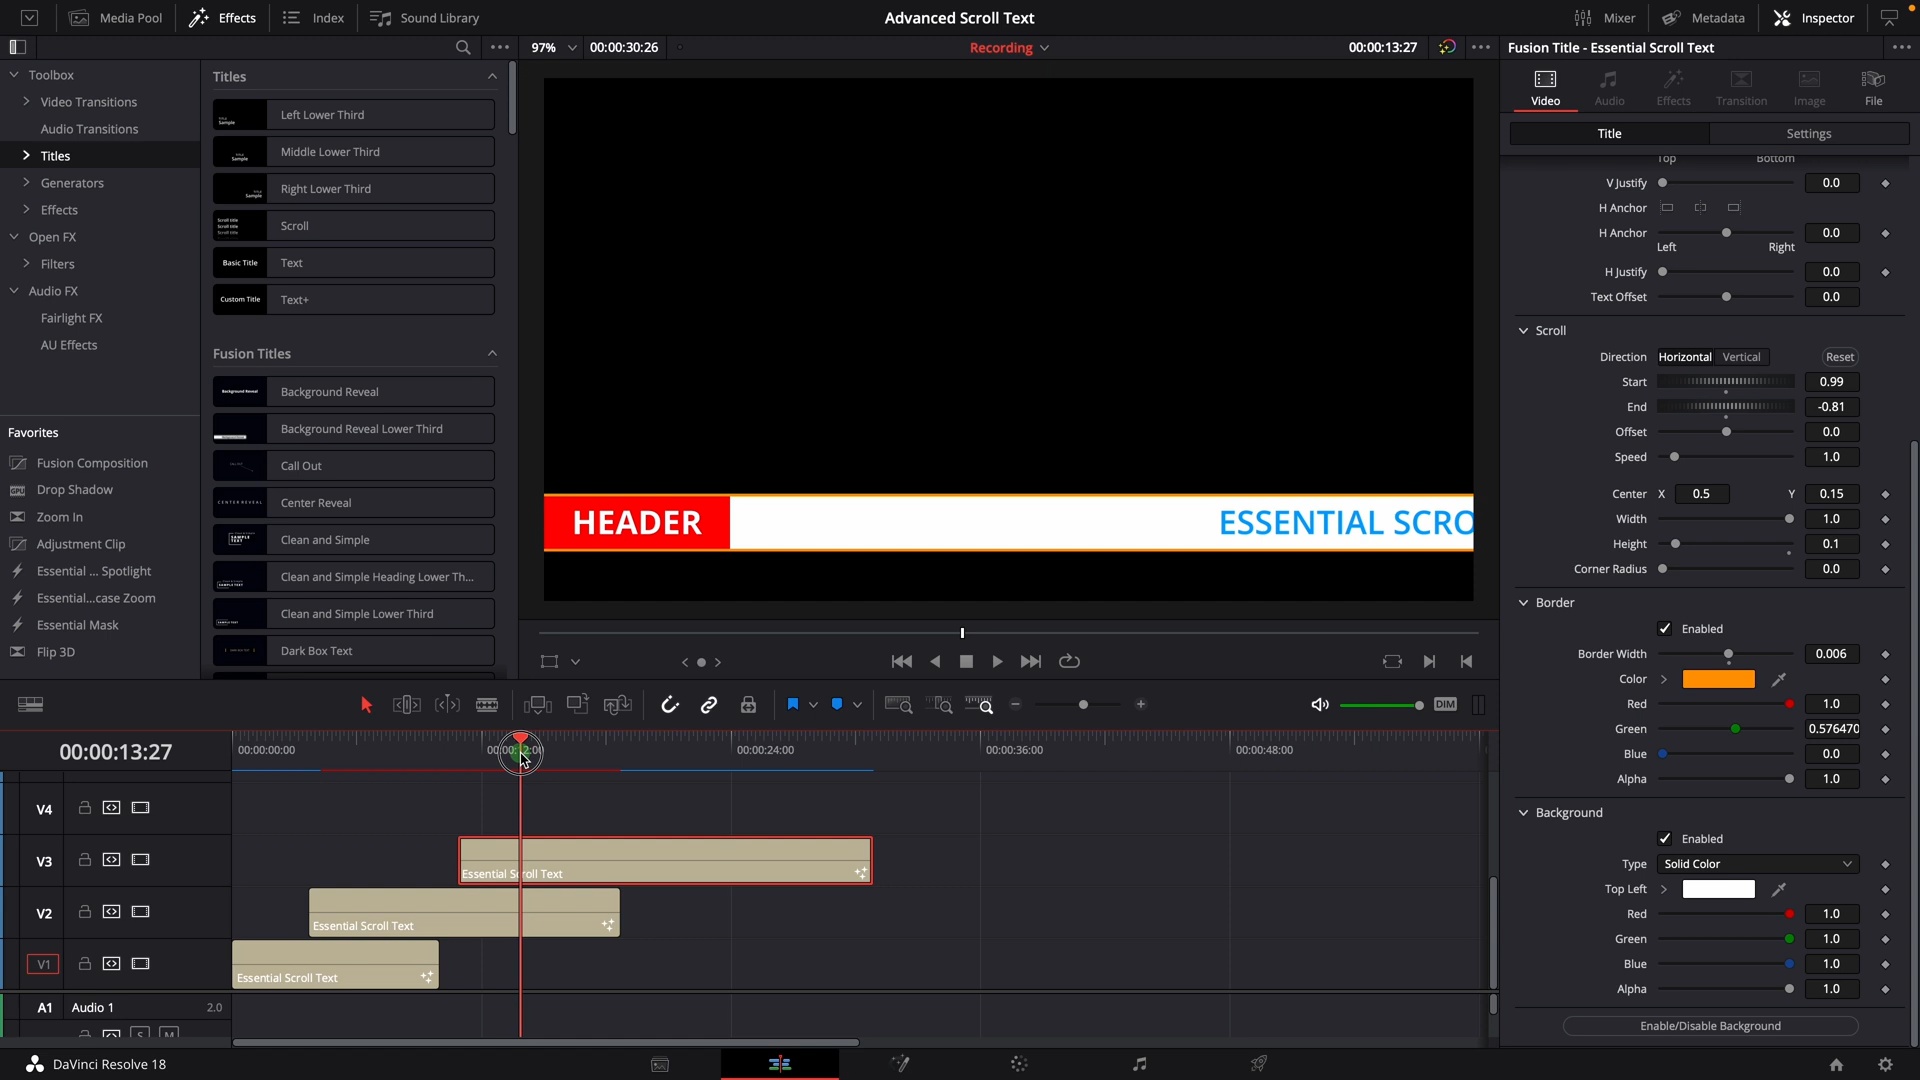 Media Pool
Effects
Index
Sound Library
Advanced Scroll Text
Mixer
Metadata
Inspector
97%
00:00:30:26
Recording
00:00:13:27
Fusion Title - Essential Scroll Text
Toolbox
Video Transitions
Audio Transitions
Titles
Generators
Effects
Open FX
Filters
Audio FX
Fairlight FX
AU Effects
Favorites
Fusion Composition
Drop Shadow
Zoom In
Adjustment Clip
Essential ... Spotlight
Essential...case Zoom
Essential Mask
Flip 3D
Titles
Left Lower Third
Middle Lower Third
Right Lower Third
Scroll
Basic Title
Text
Custom Title
Text+
Fusion Titles
Background Reveal
Background Reveal Lower Third
Call Out
Center Reveal
Clean and Simple
Clean and Simple Heading Lower Th...
Clean and Simple Lower Third
Dark Box Text
HEADER
ESSENTIAL SCRO
Video
Audio
Effects
Transition
Image
File
Title
Settings
Top
Bottom
V Justify
0.0
H Anchor
H Anchor
0.0
Left
Right
H Justify
0.0
Text Offset
0.0
Scroll
Direction
Horizontal
Vertical
Reset
Start
0.99
End
-0.81
Offset
0.0
Speed
1.0
Center X 0.5 Y 0.15
Width
1.0
Height
0.1
Corner Radius
0.0
Border
Enabled
Border Width
0.006
Color
Red
1.0
Green
0.576470
Blue
0.0
Alpha
1.0
Background
Enabled
Type
Solid Color
Top Left
Red
1.0
Green
1.0
Blue
1.0
Alpha
1.0
Enable/Disable Background
DIM
00:00:13:27
00:00:00:00
00:00:24:00
00:00:36:00
00:00:48:00
V4
V3
Essential Scroll Text
V2
Essential Scroll Text
V1
Essential Scroll Text
A1
Audio 1
2.0
S
M
DaVinci Resolve 18